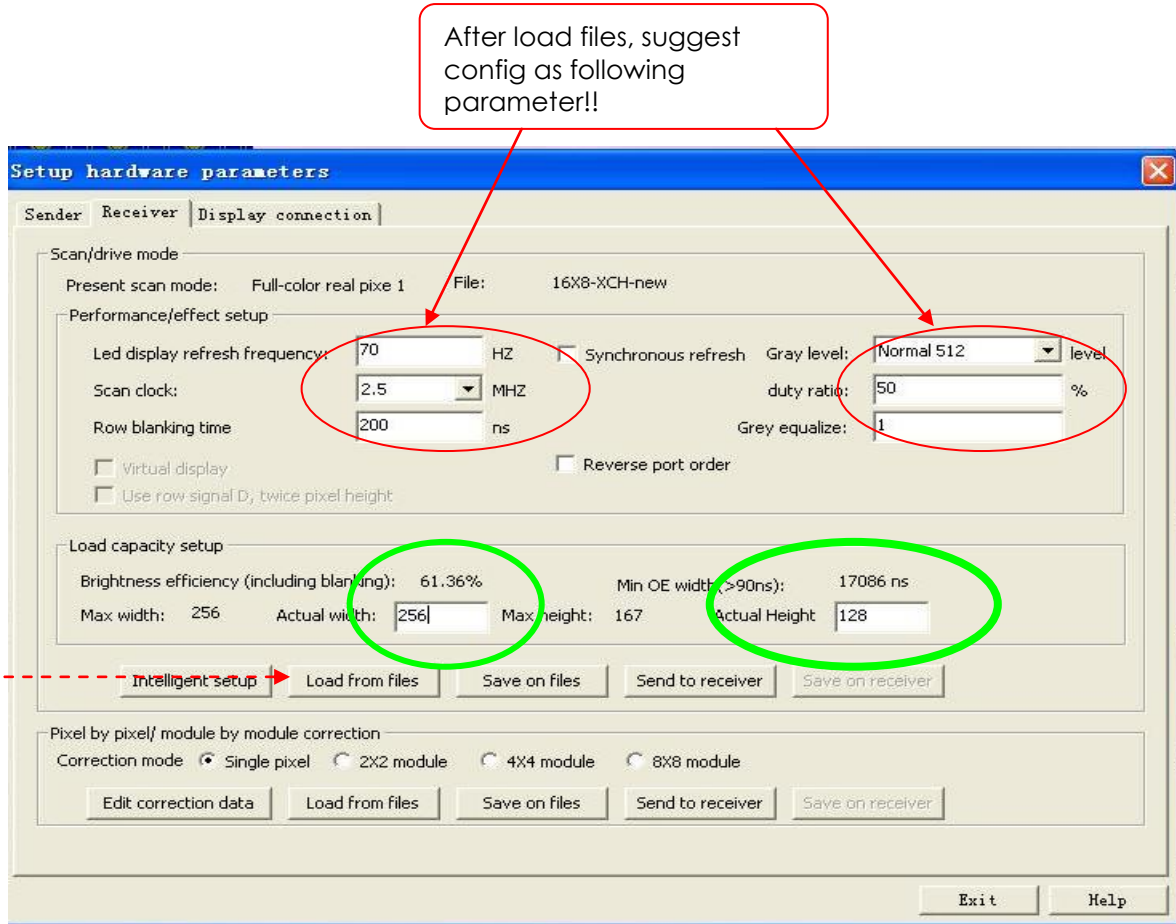 After load files, suggest
config as following
parameter!!
Setup hardware parameters
Sender Receiver Display connection
Scan/drive mode
Present scan mode: Full-color real pixe 1 File: 16X8-XCH-new
Performance/effect setup
Led display refresh frequency: 70 HZ Synchronous refresh Gray level: Normal 512 level
Scan clock: 2.5 MHZ duty ratio: 50 %
Row blanking time 200 ns Grey equalize: 1
Virtual display Reverse port order
Use row signal D, twice pixel height
Load capacity setup
Brightness efficiency (including blanking): 61.36% Min OE width(>90ns): 17086 ns
Max width: 256 Actual width: 256 Max height: 167 Actual Height 128
Intelligent setup Load from files Save on files Send to receiver Save on receiver
Pixel by pixel/ module by module correction
Correction mode Single pixel 2X2 module 4X4 module 8X8 module
Edit correction data Load from files Save on files Send to receiver Save on receiver
Exit Help